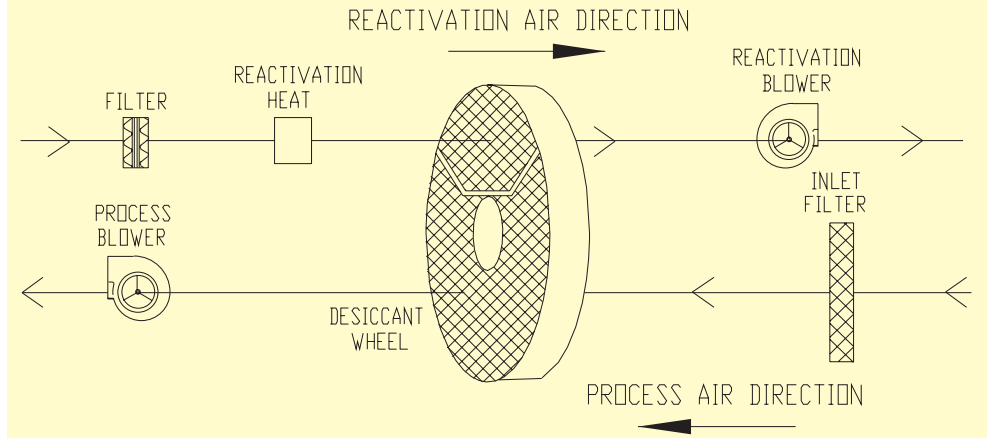 REACTIVATION AIR DIRECTION
REACTIVATION
BLOWER
REACTIVATION
HEAT
FILTER
INLET
FILTER
PROCESS
BLOWER
DESICCANT
WHEEL
PROCESS AIR DIRECTION